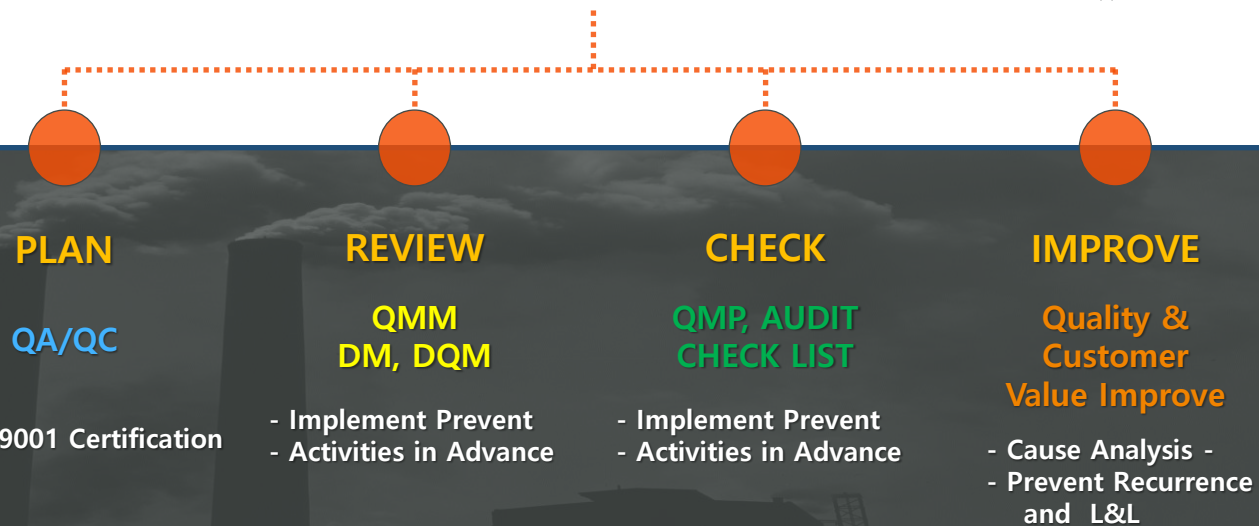 PLAN
QA/QC
9001 Certification
REVIEW
QMM
DM, DQM
- Implement Prevent
- Activities in Advance
CHECK
QMP, AUDIT
CHECK LIST
- Implement Prevent
- Activities in Advance
IMPROVE
Quality &
Customer
Value Improve
- Cause Analysis -
- Prevent Recurrence
and L&L